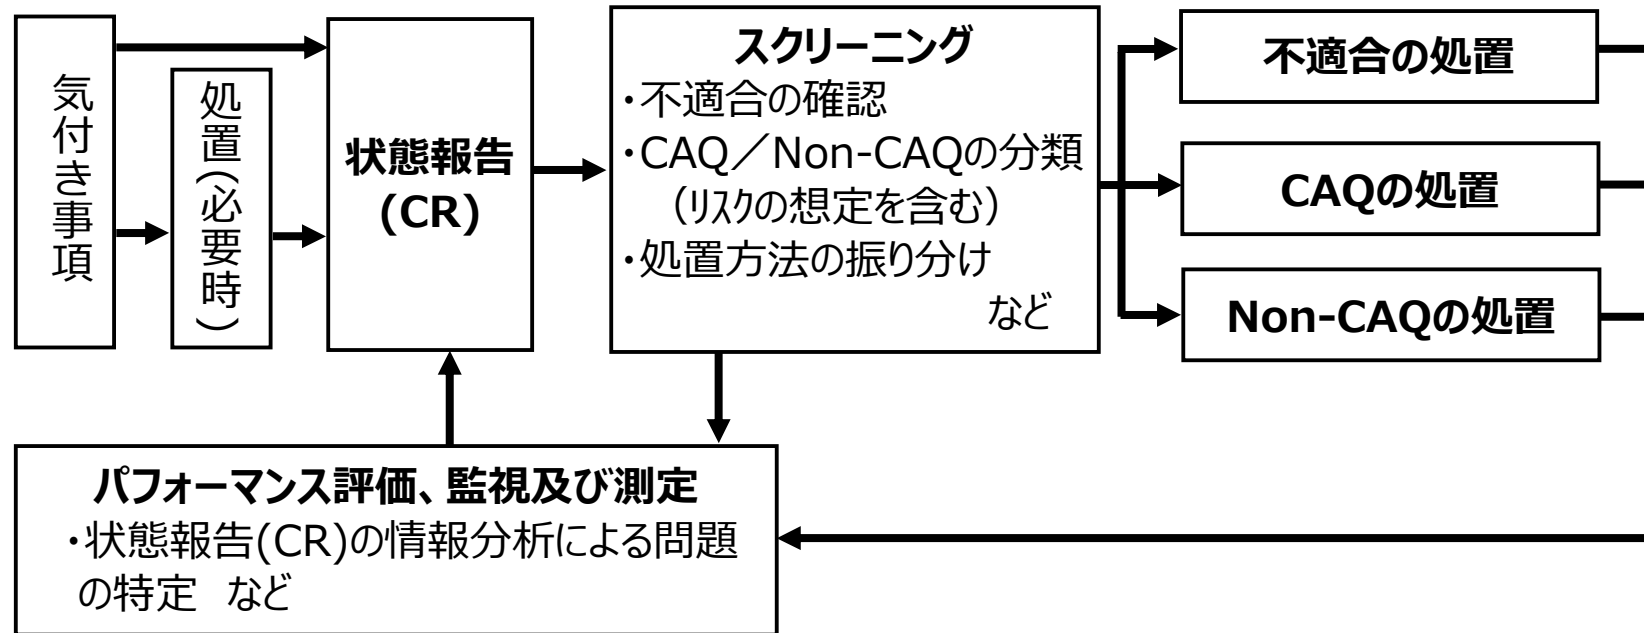 気付き事項
処置(必要時)
状態報告
(CR)
スクリーニング
・不適合の確認
・CAQ／Non-CAQの分類
（リスクの想定を含む）
・処置方法の振り分け
など
不適合の処置
CAQの処置
Non-CAQの処置
パフォーマンス評価、監視及び測定
・状態報告(CR)の情報分析による問題
の特定　など